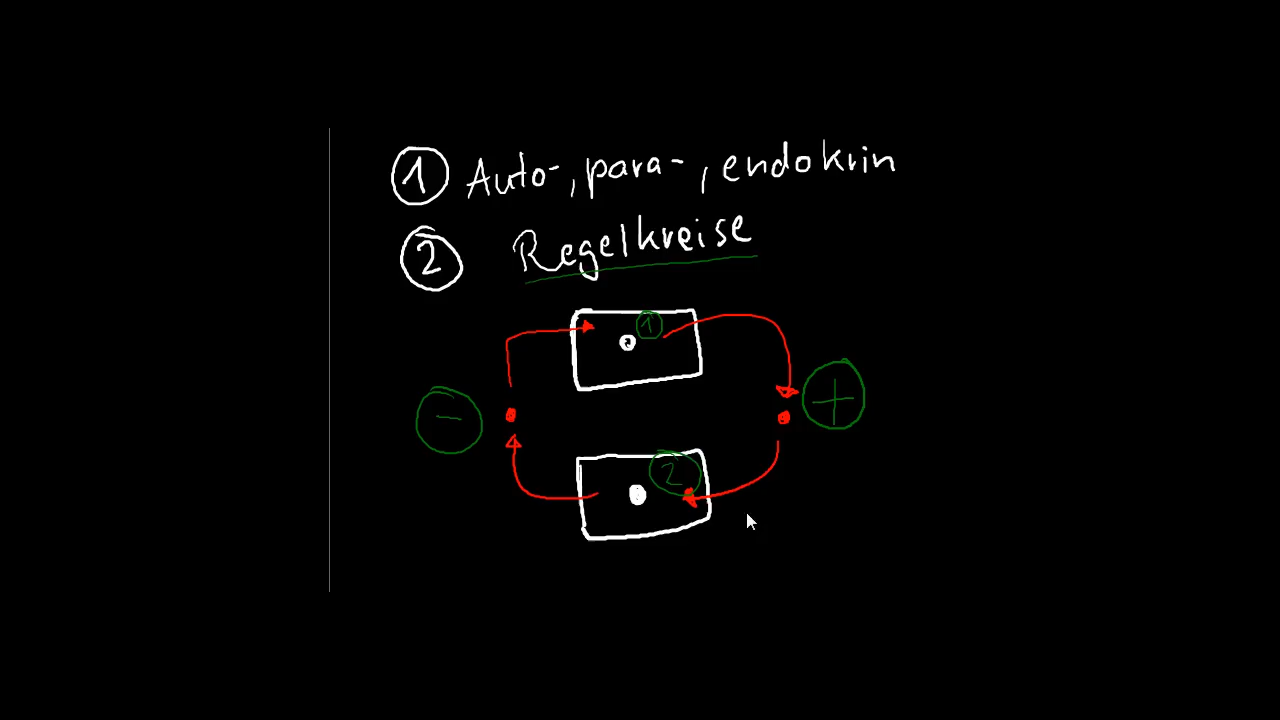 ① Auto-, para-, endokrin
② Regelkreise
①
- +
②